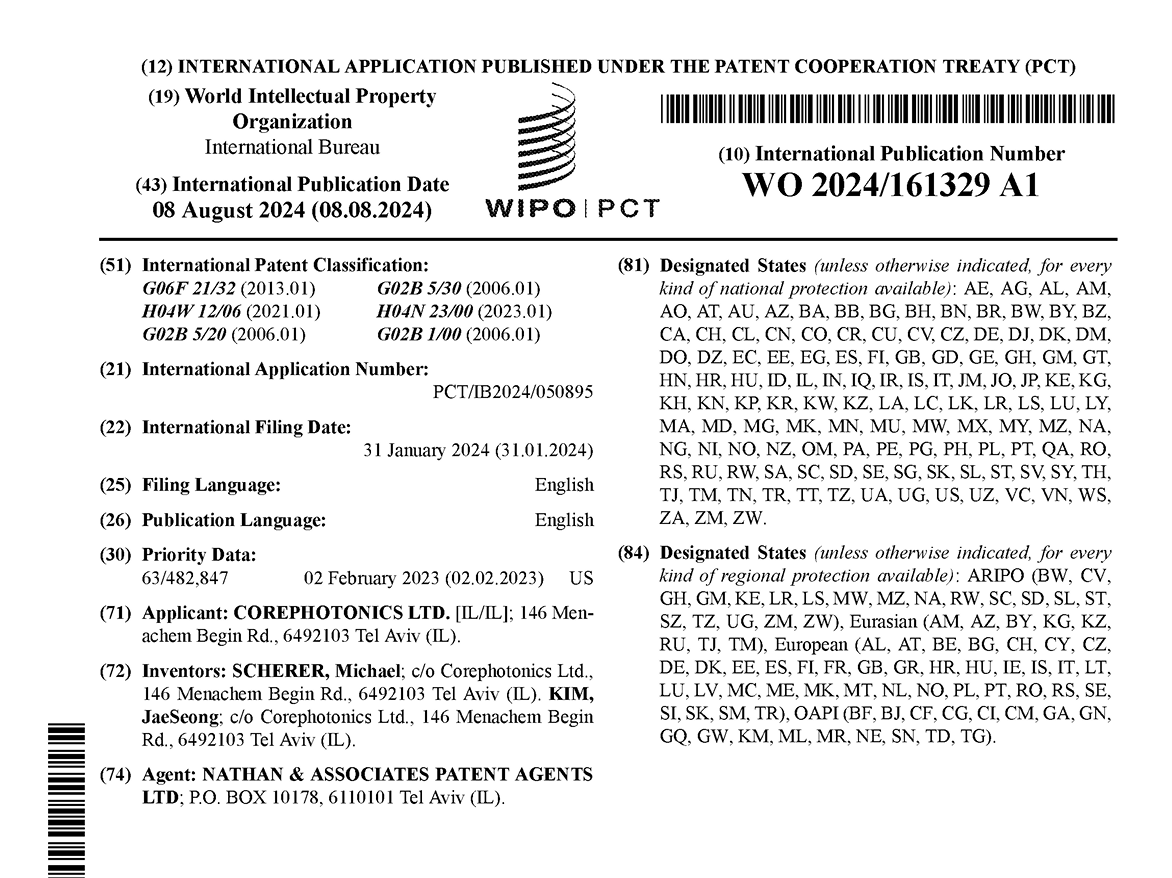 (12) INTERNATIONAL APPLICATION PUBLISHED UNDER THE PATENT COOPERATION TREATY (PCT)
(19) World Intellectual Property
Organization
International Bureau
(43) International Publication Date
08 August 2024 (08.08.2024)
WIPO | PCT
(10) International Publication Number
WO 2024/161329 A1
(51) International Patent Classification:
G06F 21/32 (2013.01) G02B 5/30 (2006.01)
H04W 12/06 (2021.01) H04N 23/00 (2023.01)
G02B 5/20 (2006.01) G02B 1/00 (2006.01)
(21) International Application Number:
PCT/IB2024/050895
(22) International Filing Date:
31 January 2024 (31.01.2024)
(25) Filing Language: English
(26) Publication Language: English
(30) Priority Data:
63/482,847 02 February 2023 (02.02.2023) US
(71) Applicant: COREPHOTONICS LTD. [IL/IL]; 146 Men-
achem Begin Rd., 6492103 Tel Aviv (IL).
(72) Inventors: SCHERER, Michael; c/o Corephotonics Ltd.,
146 Menachem Begin Rd., 6492103 Tel Aviv (IL). KIM,
JaeSeong; c/o Corephotonics Ltd., 146 Menachem Begin
Rd., 6492103 Tel Aviv (IL).
(74) Agent: NATHAN & ASSOCIATES PATENT AGENTS
LTD; P.O. BOX 10178, 6110101 Tel Aviv (IL).
(81) Designated States (unless otherwise indicated, for every
kind of national protection available): AE, AG, AL, AM,
AO, AT, AU, AZ, BA, BB, BG, BH, BN, BR, BW, BY, BZ,
CA, CH, CL, CN, CO, CR, CU, CV, CZ, DE, DJ, DK, DM,
DO, DZ, EC, EE, EG, ES, FI, GB, GD, GE, GH, GM, GT,
HN, HR, HU, ID, IL, IN, IQ, IR, IS, IT, JM, JO, JP, KE, KG,
KH, KN, KP, KR, KW, KZ, LA, LC, LK, LR, LS, LU, LY,
MA, MD, MG, MK, MN, MU, MW, MX, MY, MZ, NA,
NG, NI, NO, NZ, OM, PA, PE, PG, PH, PL, PT, QA, RO,
RS, RU, RW, SA, SC, SD, SE, SG, SK, SL, ST, SV, SY, TH,
TJ, TM, TN, TR, TT, TZ, UA, UG, US, UZ, VC, VN, WS,
ZA, ZM, ZW.
(84) Designated States (unless otherwise indicated, for every
kind of regional protection available): ARIPO (BW, CV,
GH, GM, KE, LR, LS, MW, MZ, NA, RW, SC, SD, SL, ST,
SZ, TZ, UG, ZM, ZW), Eurasian (AM, AZ, BY, KG, KZ,
RU, TJ, TM), European (AL, AT, BE, BG, CH, CY, CZ,
DE, DK, EE, ES, FI, FR, GB, GR, HR, HU, IE, IS, IT, LT,
LU, LV, MC, ME, MK, MT, NL, NO, PL, PT, RO, RS, SE,
SI, SK, SM, TR), OAPI (BF, BJ, CF, CG, CI, CM, GA, GN,
GQ, GW, KM, ML, MR, NE, SN, TD, TG).